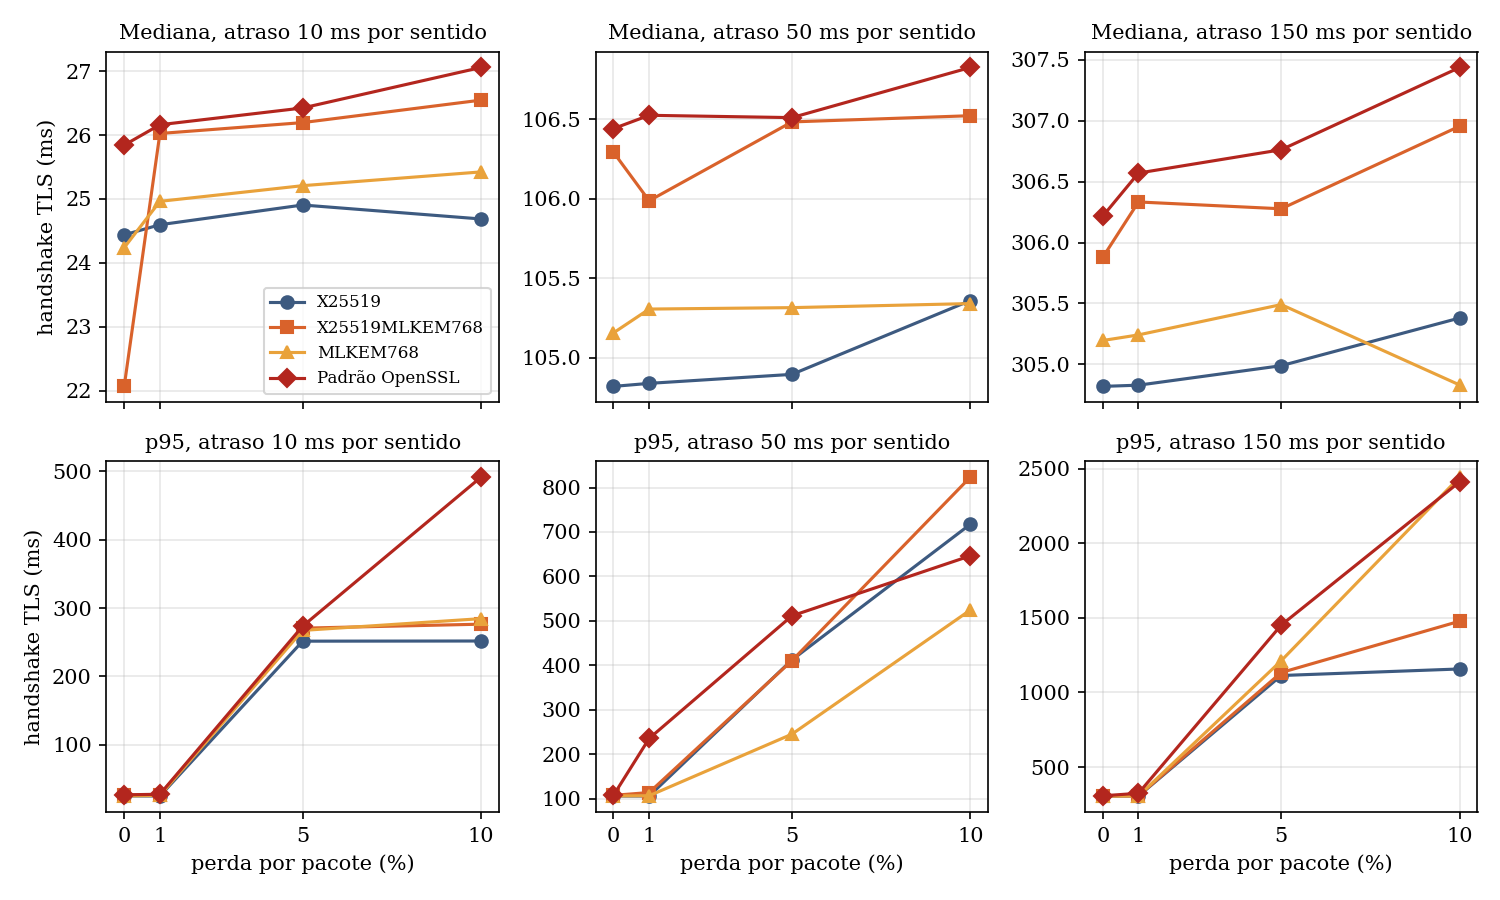 Mediana, atraso 10 ms por sentido
Mediana, atraso 50 ms por sentido
Mediana, atraso 150 ms por sentido
handshake TLS (ms)
27
26
25
24
23
22
X25519
X25519MLKEM768
MLKEM768
Padrão OpenSSL
106.5
106.0
105.5
105.0
307.5
307.0
306.5
306.0
305.5
305.0
p95, atraso 10 ms por sentido
p95, atraso 50 ms por sentido
p95, atraso 150 ms por sentido
handshake TLS (ms)
500
400
300
200
100
0 1 5 10
perda por pacote (%)
800
700
600
500
400
300
200
100
0 1 5 10
perda por pacote (%)
2500
2000
1500
1000
500
0 1 5 10
perda por pacote (%)